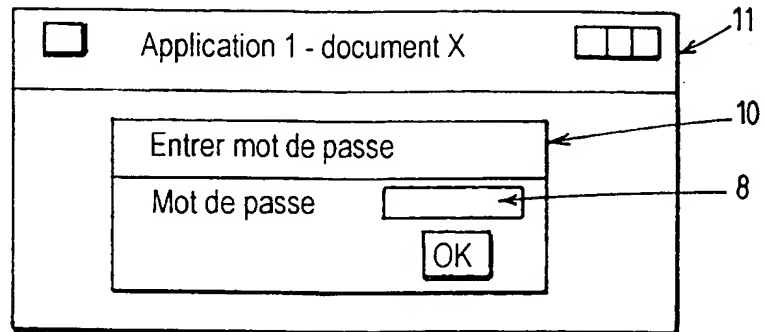 Application 1 - document X
11
Entrer mot de passe
10
Mot de passe
8
OK